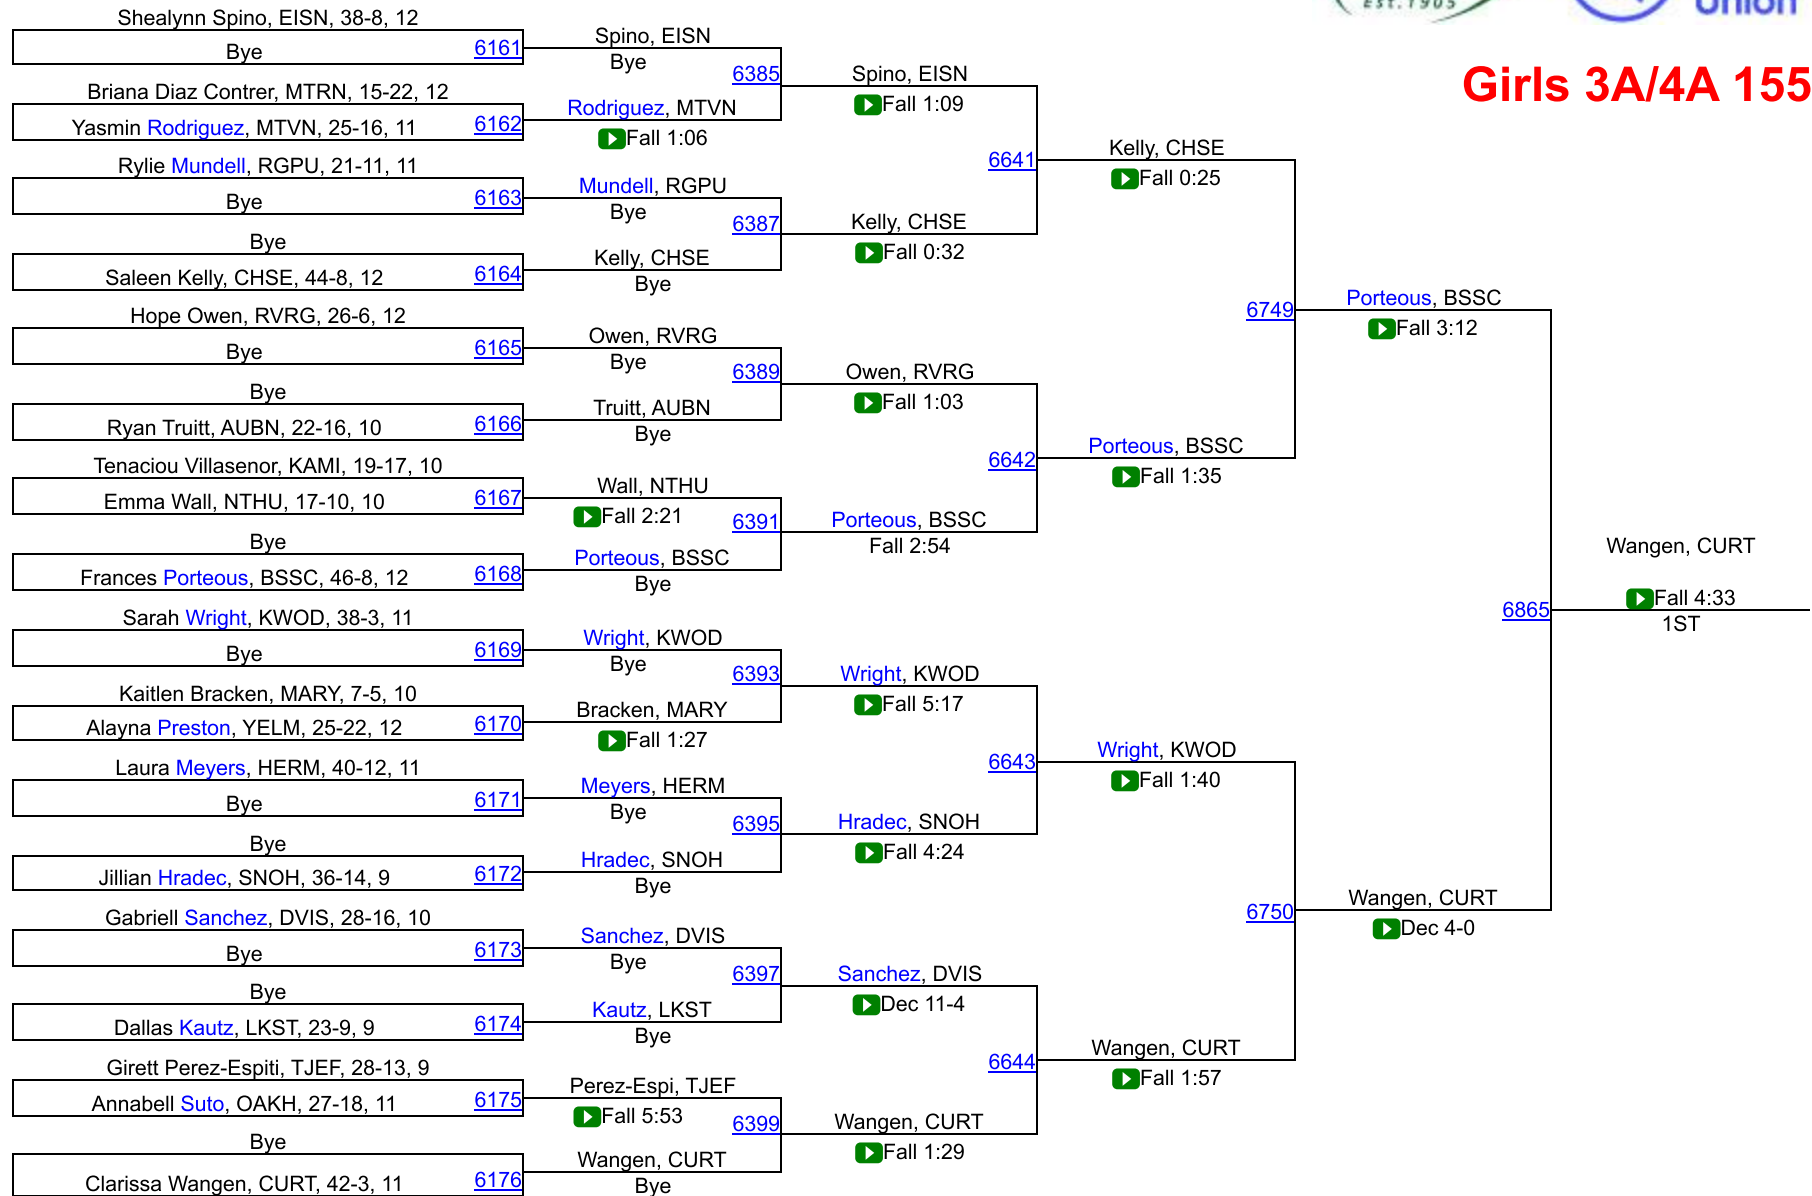 Est. 1905
Union
Girls 3A/4A 155
Shealynn Spino, EISN, 38-8, 12
Bye
6161
Briana Diaz Contrer, MTRN, 15-22, 12
Yasmin Rodriguez, MTVN, 25-16, 11
6162
Rylie Mundell, RGPU, 21-11, 11
Bye
6163
Bye
Saleen Kelly, CHSE, 44-8, 12
6164
Hope Owen, RVRG, 26-6, 12
Bye
6165
Bye
Ryan Truitt, AUBN, 22-16, 10
6166
Tenaciou Villasenor, KAMI, 19-17, 10
Emma Wall, NTHU, 17-10, 10
6167
Bye
Frances Porteous, BSSC, 46-8, 12
6168
Sarah Wright, KWOD, 38-3, 11
Bye
6169
Kaitlen Bracken, MARY, 7-5, 10
Alayna Preston, YELM, 25-22, 12
6170
Laura Meyers, HERM, 40-12, 11
Bye
6171
Bye
Jillian Hradec, SNOH, 36-14, 9
6172
Gabriell Sanchez, DVIS, 28-16, 10
Bye
6173
Bye
Dallas Kautz, LKST, 23-9, 9
6174
Girett Perez-Espiti, TJEF, 28-13, 9
Annabell Suto, OAKH, 27-18, 11
6175
Bye
Clarissa Wangen, CURT, 42-3, 11
6176
Spino, EISN
Bye
6385
Rodriguez, MTVN
Fall 1:06
Mundell, RGPU
Bye
6387
Kelly, CHSE
Bye
Owen, RVRG
Bye
6389
Truitt, AUBN
Bye
Wall, NTHU
Fall 2:21
6391
Porteous, BSSC
Bye
Wright, KWOD
Bye
6393
Bracken, MARY
Fall 1:27
Meyers, HERM
Bye
6395
Hradec, SNOH
Bye
Sanchez, DVIS
Bye
6397
Kautz, LKST
Bye
Perez-Espi, TJEF
Fall 5:53
6399
Wangen, CURT
Bye
Spino, EISN
Fall 1:09
6641
Kelly, CHSE
Fall 0:32
Owen, RVRG
Fall 1:03
6642
Porteous, BSSC
Fall 2:54
Wright, KWOD
Fall 5:17
6643
Hradec, SNOH
Fall 4:24
Sanchez, DVIS
Dec 11-4
6644
Wangen, CURT
Fall 1:29
Kelly, CHSE
Fall 0:25
6749
Porteous, BSSC
Fall 1:35
Wright, KWOD
Fall 1:40
6750
Wangen, CURT
Fall 1:57
Porteous, BSSC
Fall 3:12
6865
Wangen, CURT
Dec 4-0
Wangen, CURT
Fall 4:33
1ST